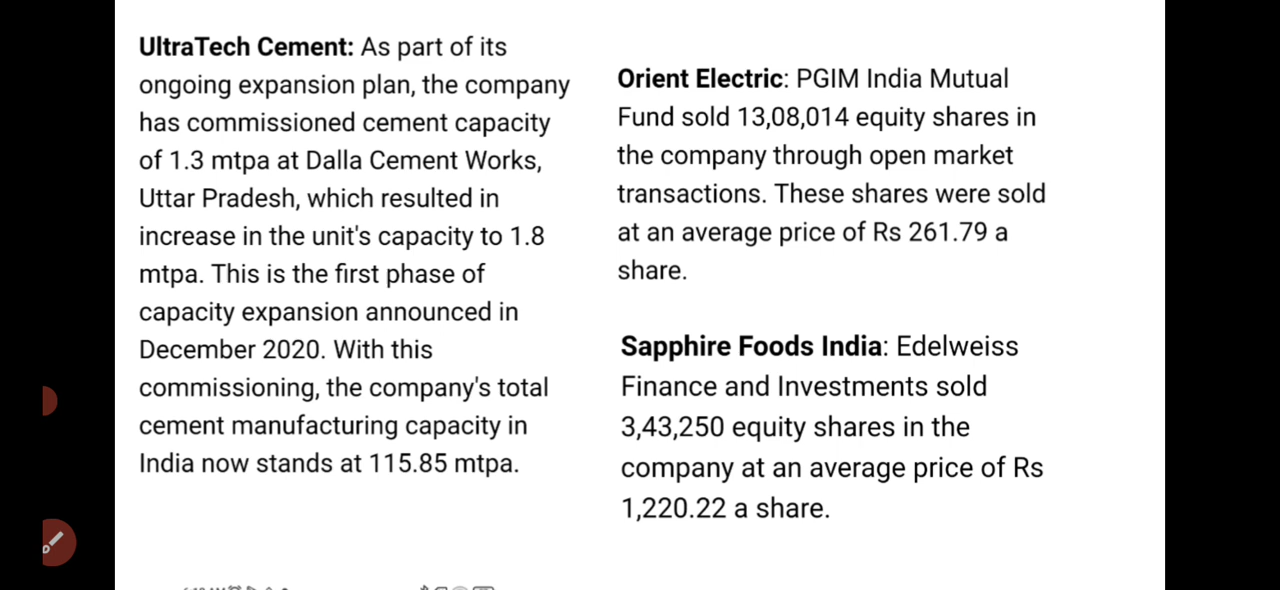 UltraTech Cement: As part of its
ongoing expansion plan, the company
has commissioned cement capacity
of 1.3 mtpa at Dalla Cement Works,
Uttar Pradesh, which resulted in
increase in the unit's capacity to 1.8
mtpa. This is the first phase of
capacity expansion announced in
December 2020. With this
commissioning, the company's total
cement manufacturing capacity in
India now stands at 115.85 mtpa.
Orient Electric: PGIM India Mutual
Fund sold 13,08,014 equity shares in
the company through open market
transactions. These shares were sold
at an average price of Rs 261.79 a
share.
Sapphire Foods India: Edelweiss
Finance and Investments sold
3,43,250 equity shares in the
company at an average price of Rs
1,220.22 a share.